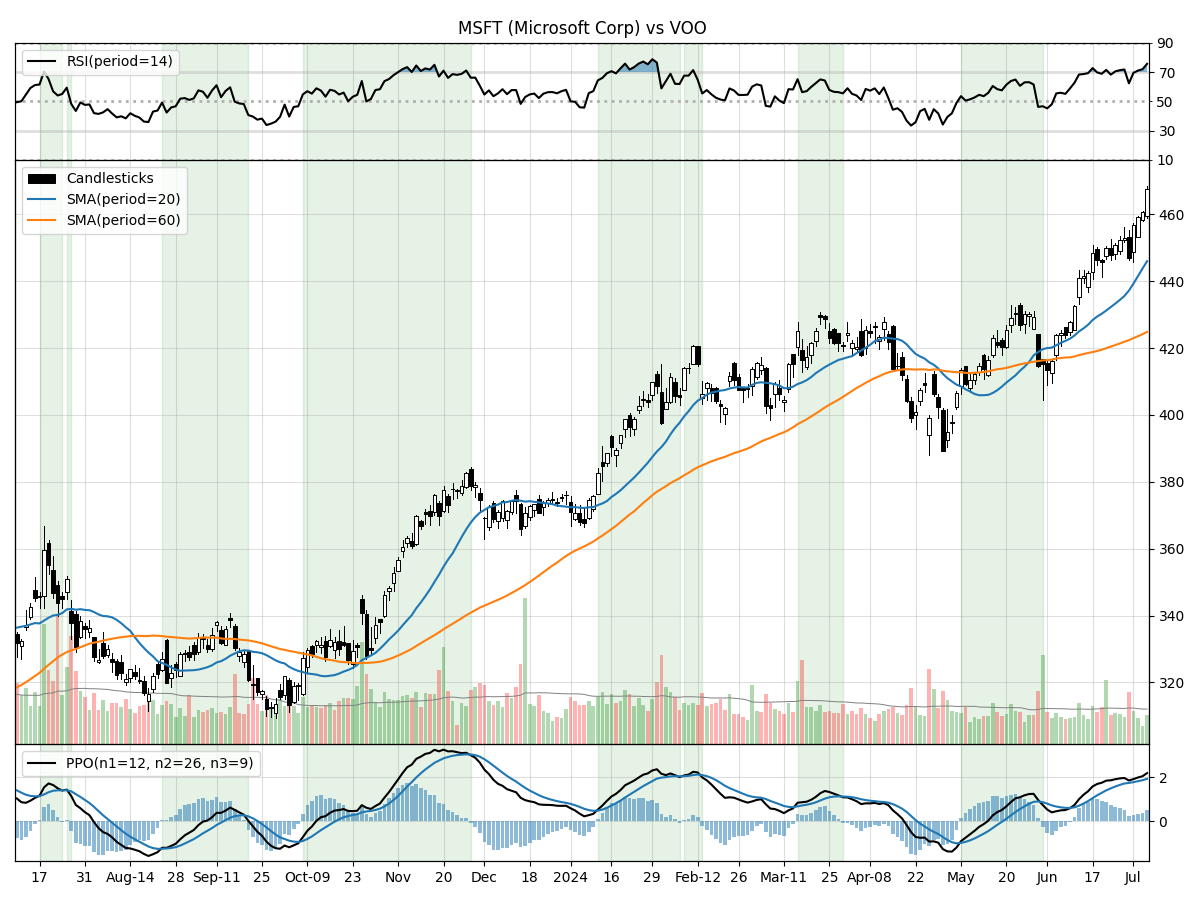 MSFT (Microsoft Corp) vs VOO
RSI(period=14)
90
70
50
30
10
Candlesticks
SMA(period=20)
SMA(period=60)
460
440
420
400
380
360
340
320
PPO(n1=12, n2=26, n3=9)
2
0
17 31 Aug-14 28 Sep-11 25 Oct-09 23 Nov 20 Dec 18 2024 16 29 Feb-12 26 Mar-11 25 Apr-08 22 May 20 Jun 17 Jul